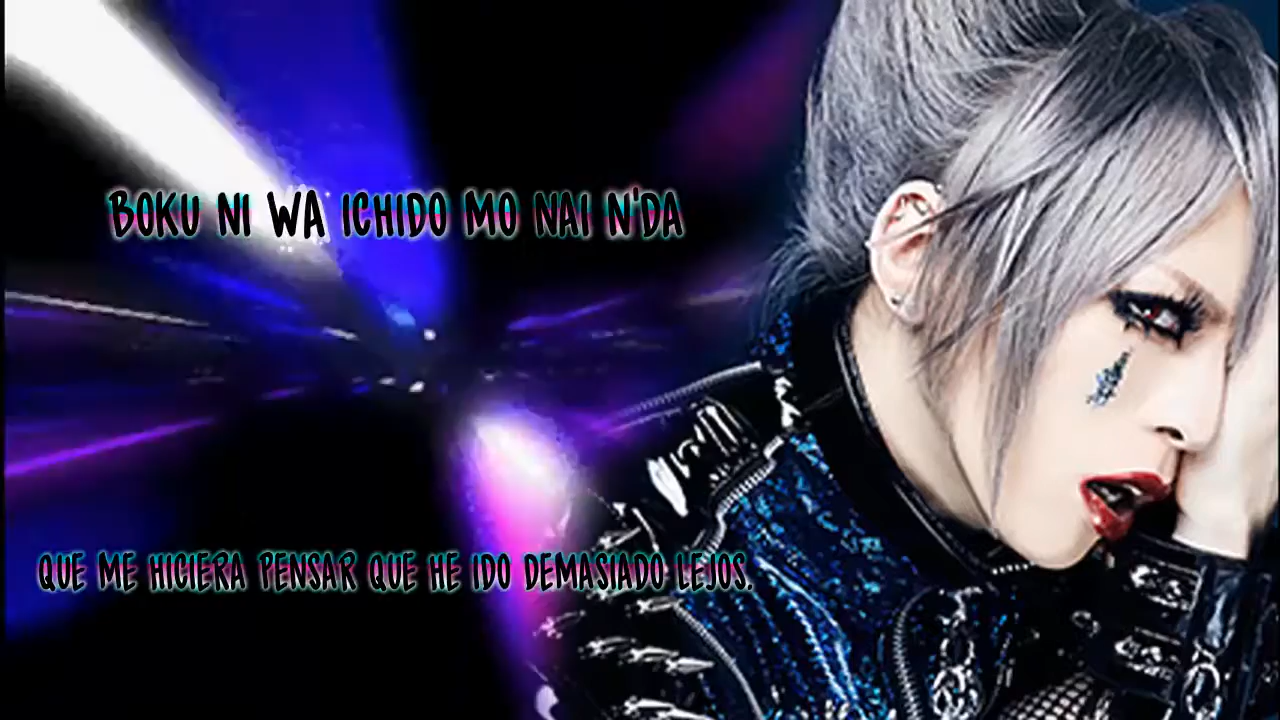 BOKU NI WA ICHIDO MO NAI N'DA
QUE ME HICIERA PENSAR QUE HE IDO DEMASIADO LEJOS.